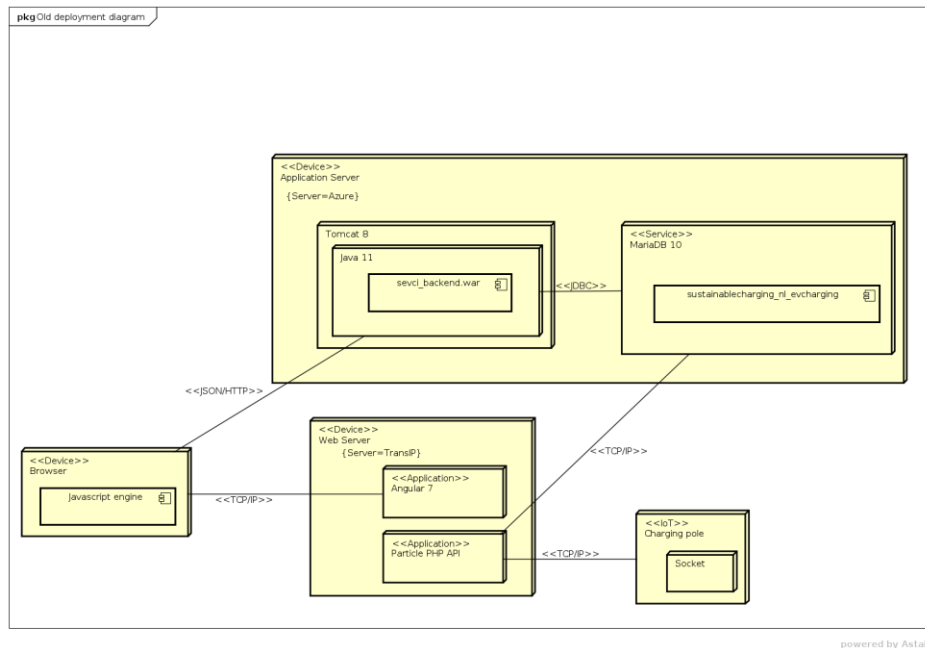 pkg Old deployment diagram
<<Device>>
Application Server
{Server=Azure}
Tomcat 8
Java 11
sevci_backend.war
<<JDBC>>
<<Service>>
MariaDB 10
sustainablecharging_nl_evcharging
<<JSON/HTTP>>
<<TCP/IP>>
<<Device>>
Browser
Javascript engine
<<TCP/IP>>
<<Device>>
Web Server
{Server=TransIP}
<<Application>>
Angular 7
<<Application>>
Particle PHP API
<<TCP/IP>>
<<IoT>>
Charging pole
Socket
powered by Asta